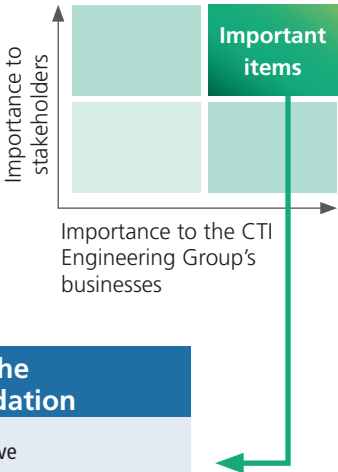 Importance to
stakeholders
Important
items
Importance to the CTI
Engineering Group's
businesses
he
dation
ve